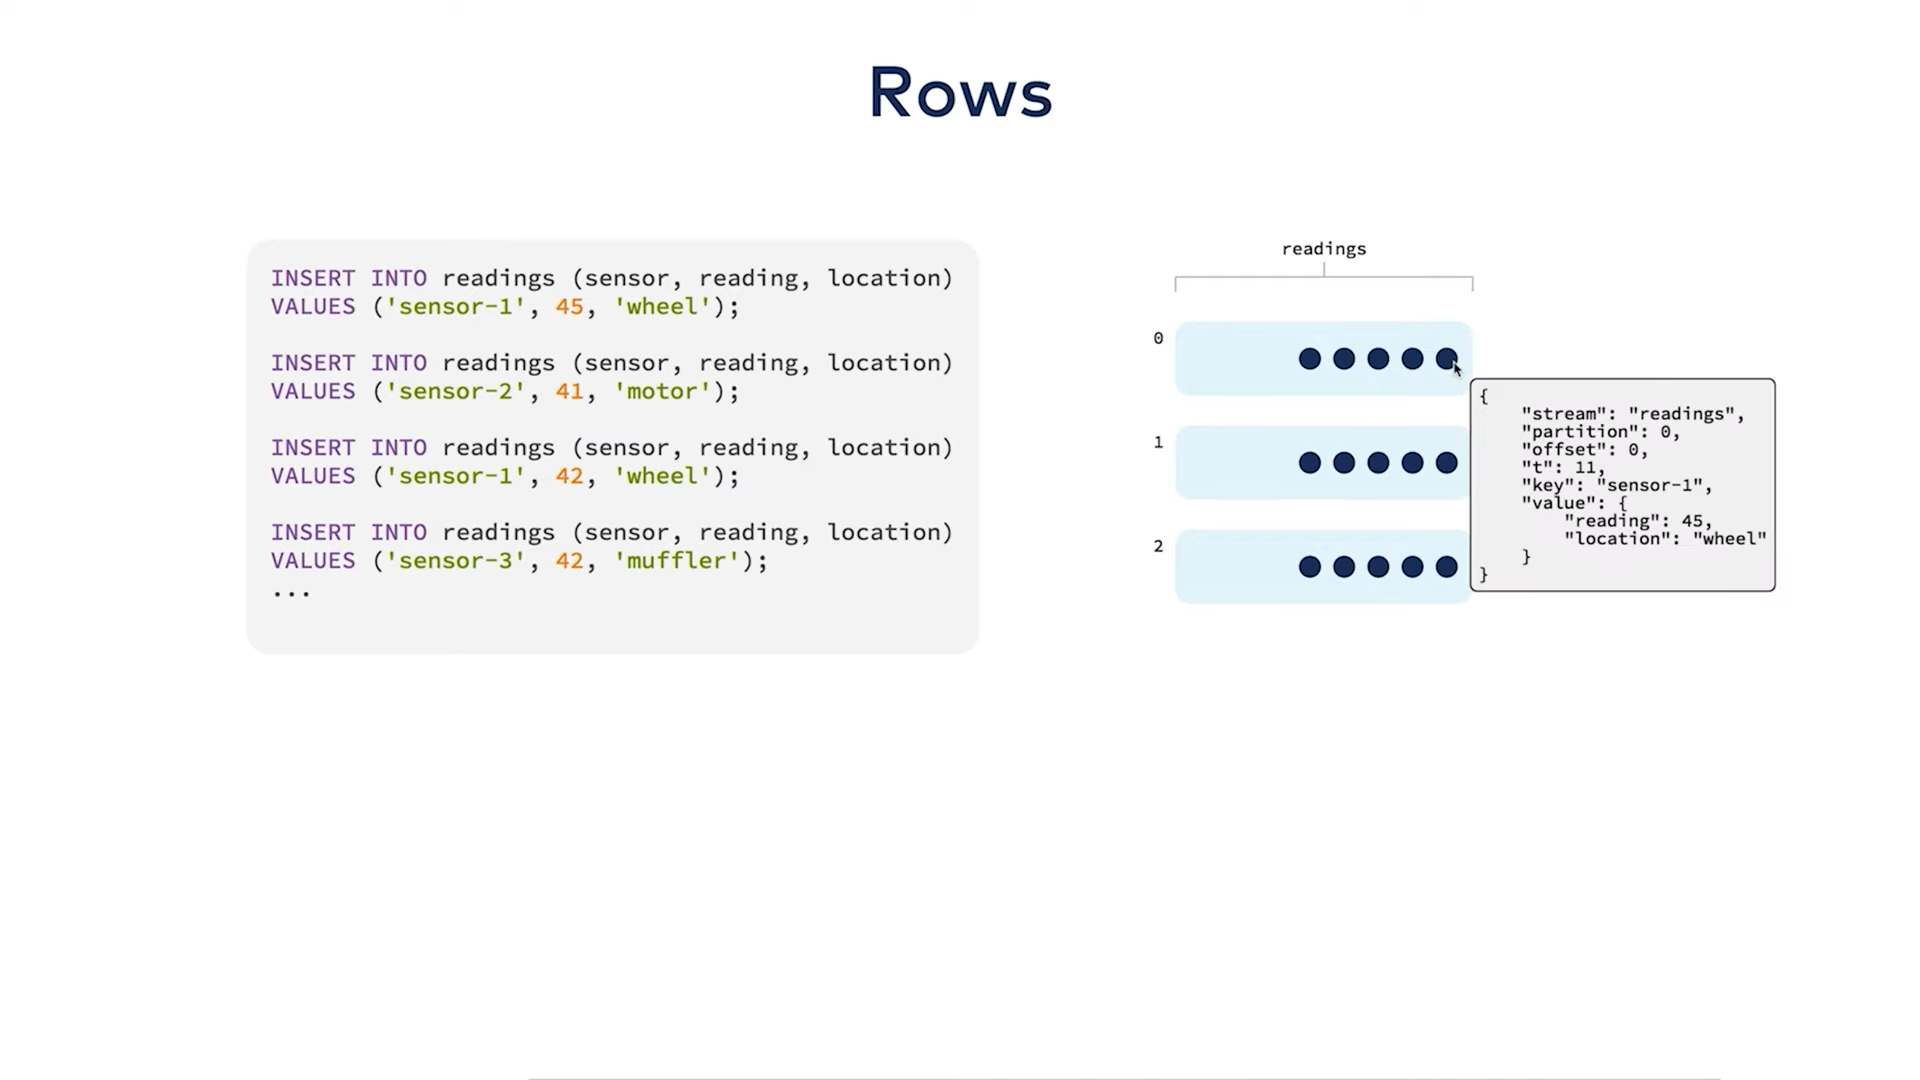 Rows
INSERT INTO readings (sensor, reading, location)
VALUES ('sensor-1', 45, 'wheel');
INSERT INTO readings (sensor, reading, location)
VALUES ('sensor-2', 41, 'motor');
INSERT INTO readings (sensor, reading, location)
VALUES ('sensor-1', 42, 'wheel');
INSERT INTO readings (sensor, reading, location)
VALUES ('sensor-3', 42, 'muffler');
...
readings
0
1
2
{
"stream": "readings",
"partition": 0,
"offset": 0,
"t": 11,
"key": "sensor-1",
"value": {
"reading": 45,
"location": "wheel"
}
}